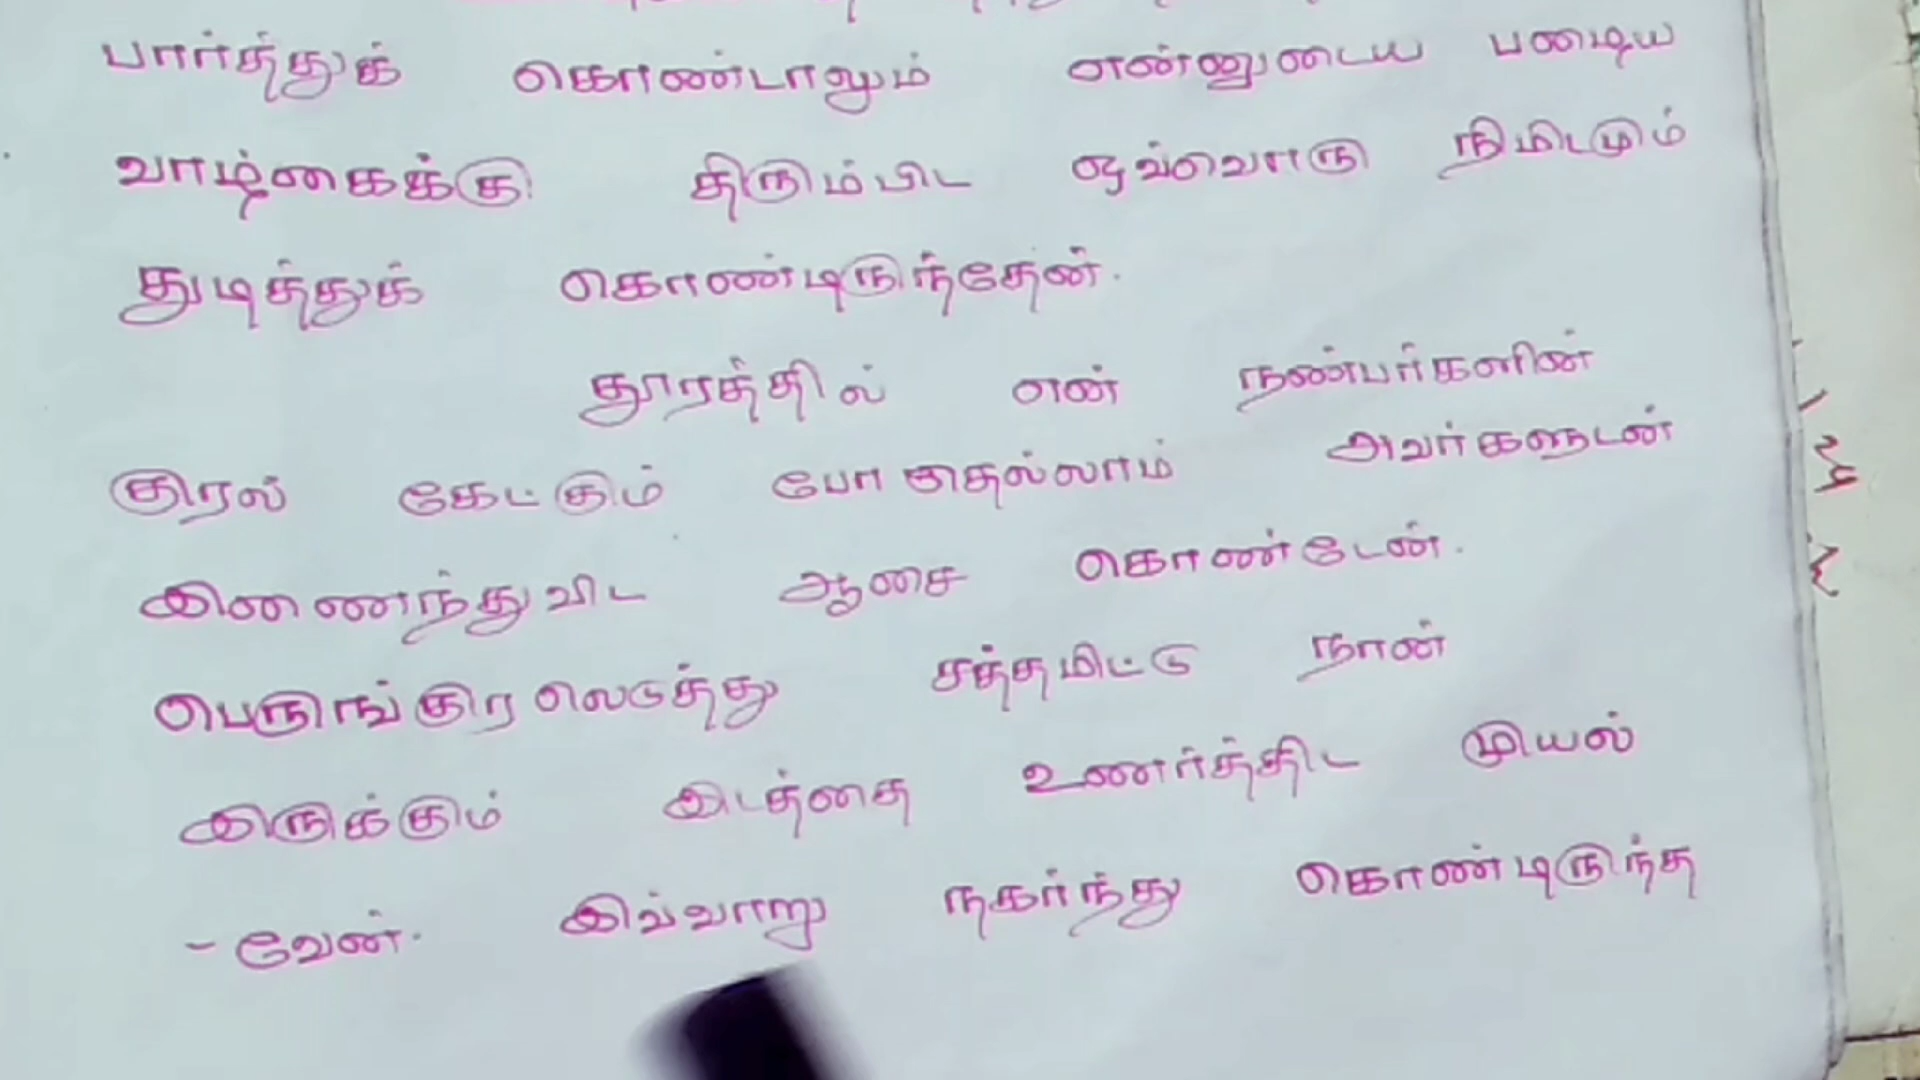 பார்த்துக் கொண்டாலும் என்னுடைய பழைய
வாழ்கைக்கு திரும்பிட ஒவ்வொரு நிமிடமும்
துடித்துக் கொண்டிருந்தேன்.
தூரத்தில் என் நண்பர்களின்
குரல் கேட்கும் போதெல்லாம் அவர்களுடன்
இணைந்துவிட ஆசை கொண்டேன்.
பெருங்குரலெடுத்து சத்தமிட்டு நான்
இருக்கும் இடத்தை உணர்த்திட முயல்
- வேன். இவ்வாறு நகர்ந்து கொண்டிருந்த